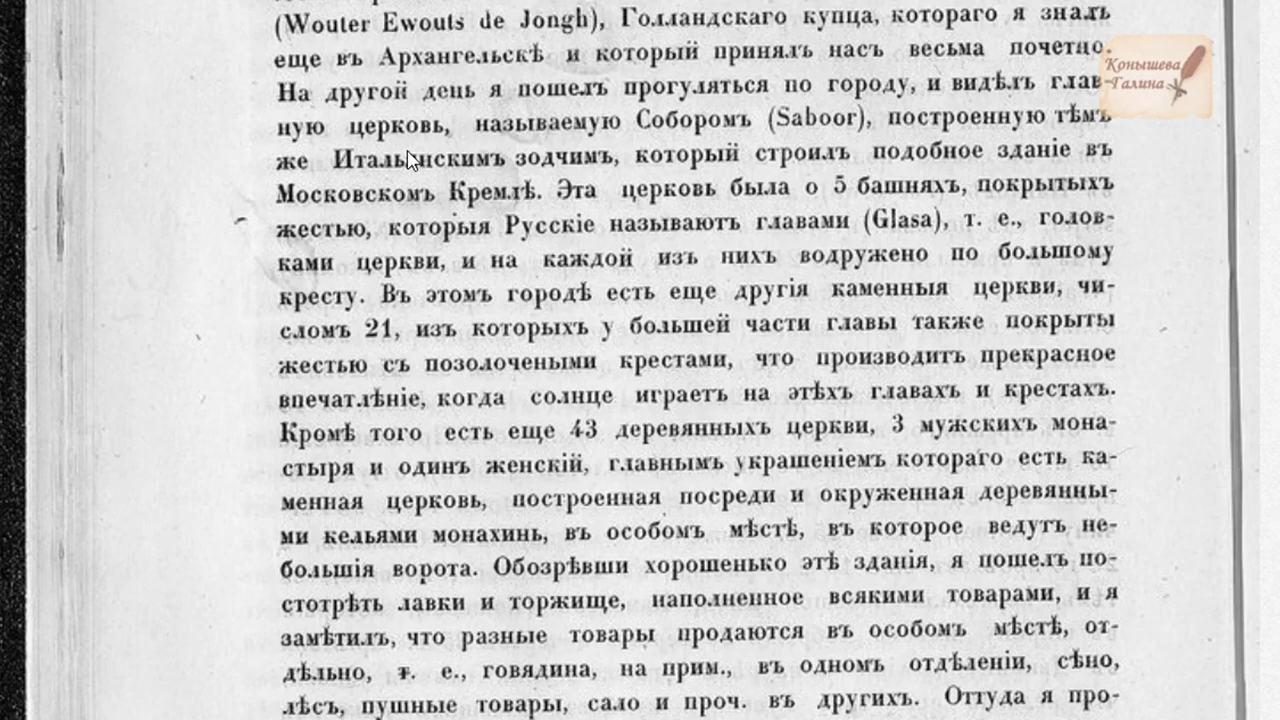 (Wouter Ewouts de Jongh), Голландскаго купца, котораго я зналъ
еще въ Архангельскѣ и который принялъ насъ весьма почетно.
Конышева
Галина
На другой день я пошелъ прогуляться по городу, и видѣлъ глав-
ную церковь, называемую Соборомъ (Saboor), построенную тѣмъ
же Итальянскимъ зодчимъ, который строилъ подобное зданіе въ
Московскомъ Кремлѣ. Эта церковь была о 5 башняхъ, покрытыхъ
жестью, которыя Русскіе называютъ главами (Glasa), т. е., голов-
ками церкви, и на каждой изъ нихъ водружено по большому
кресту. Въ этомъ городѣ есть еще другія каменныя церкви, чи-
сломъ 21, изъ которыхъ у большей части главы также покрыты
жестью съ позолочеными крестами, что производитъ прекрасное
впечатлѣніе, когда солнце играетъ на этѣхъ главахъ и крестахъ.
Кромѣ того есть еще 43 деревянныхъ церкви, 3 мужскихъ мона-
стыря и одинъ женскій, главнымъ украшеніемъ котораго есть ка-
менная церковь, построенная посреди и окруженная деревянны-
ми кельями монахинь, въ особомъ мѣстѣ, въ которое ведутъ не-
большія ворота. Обозрѣвши хорошенько этѣ зданія, я пошелъ по-
стотрѣть лавки и торжище, наполненное всякими товарами, и я
замѣтилъ, что разные товары продаются въ особомъ мѣстѣ, от-
дѣльно, т. е., говядина, на прим., въ одномъ отдѣленіи, сѣно,
лѣсъ, пушные товары, сало и проч. въ другихъ. Оттуда я про-